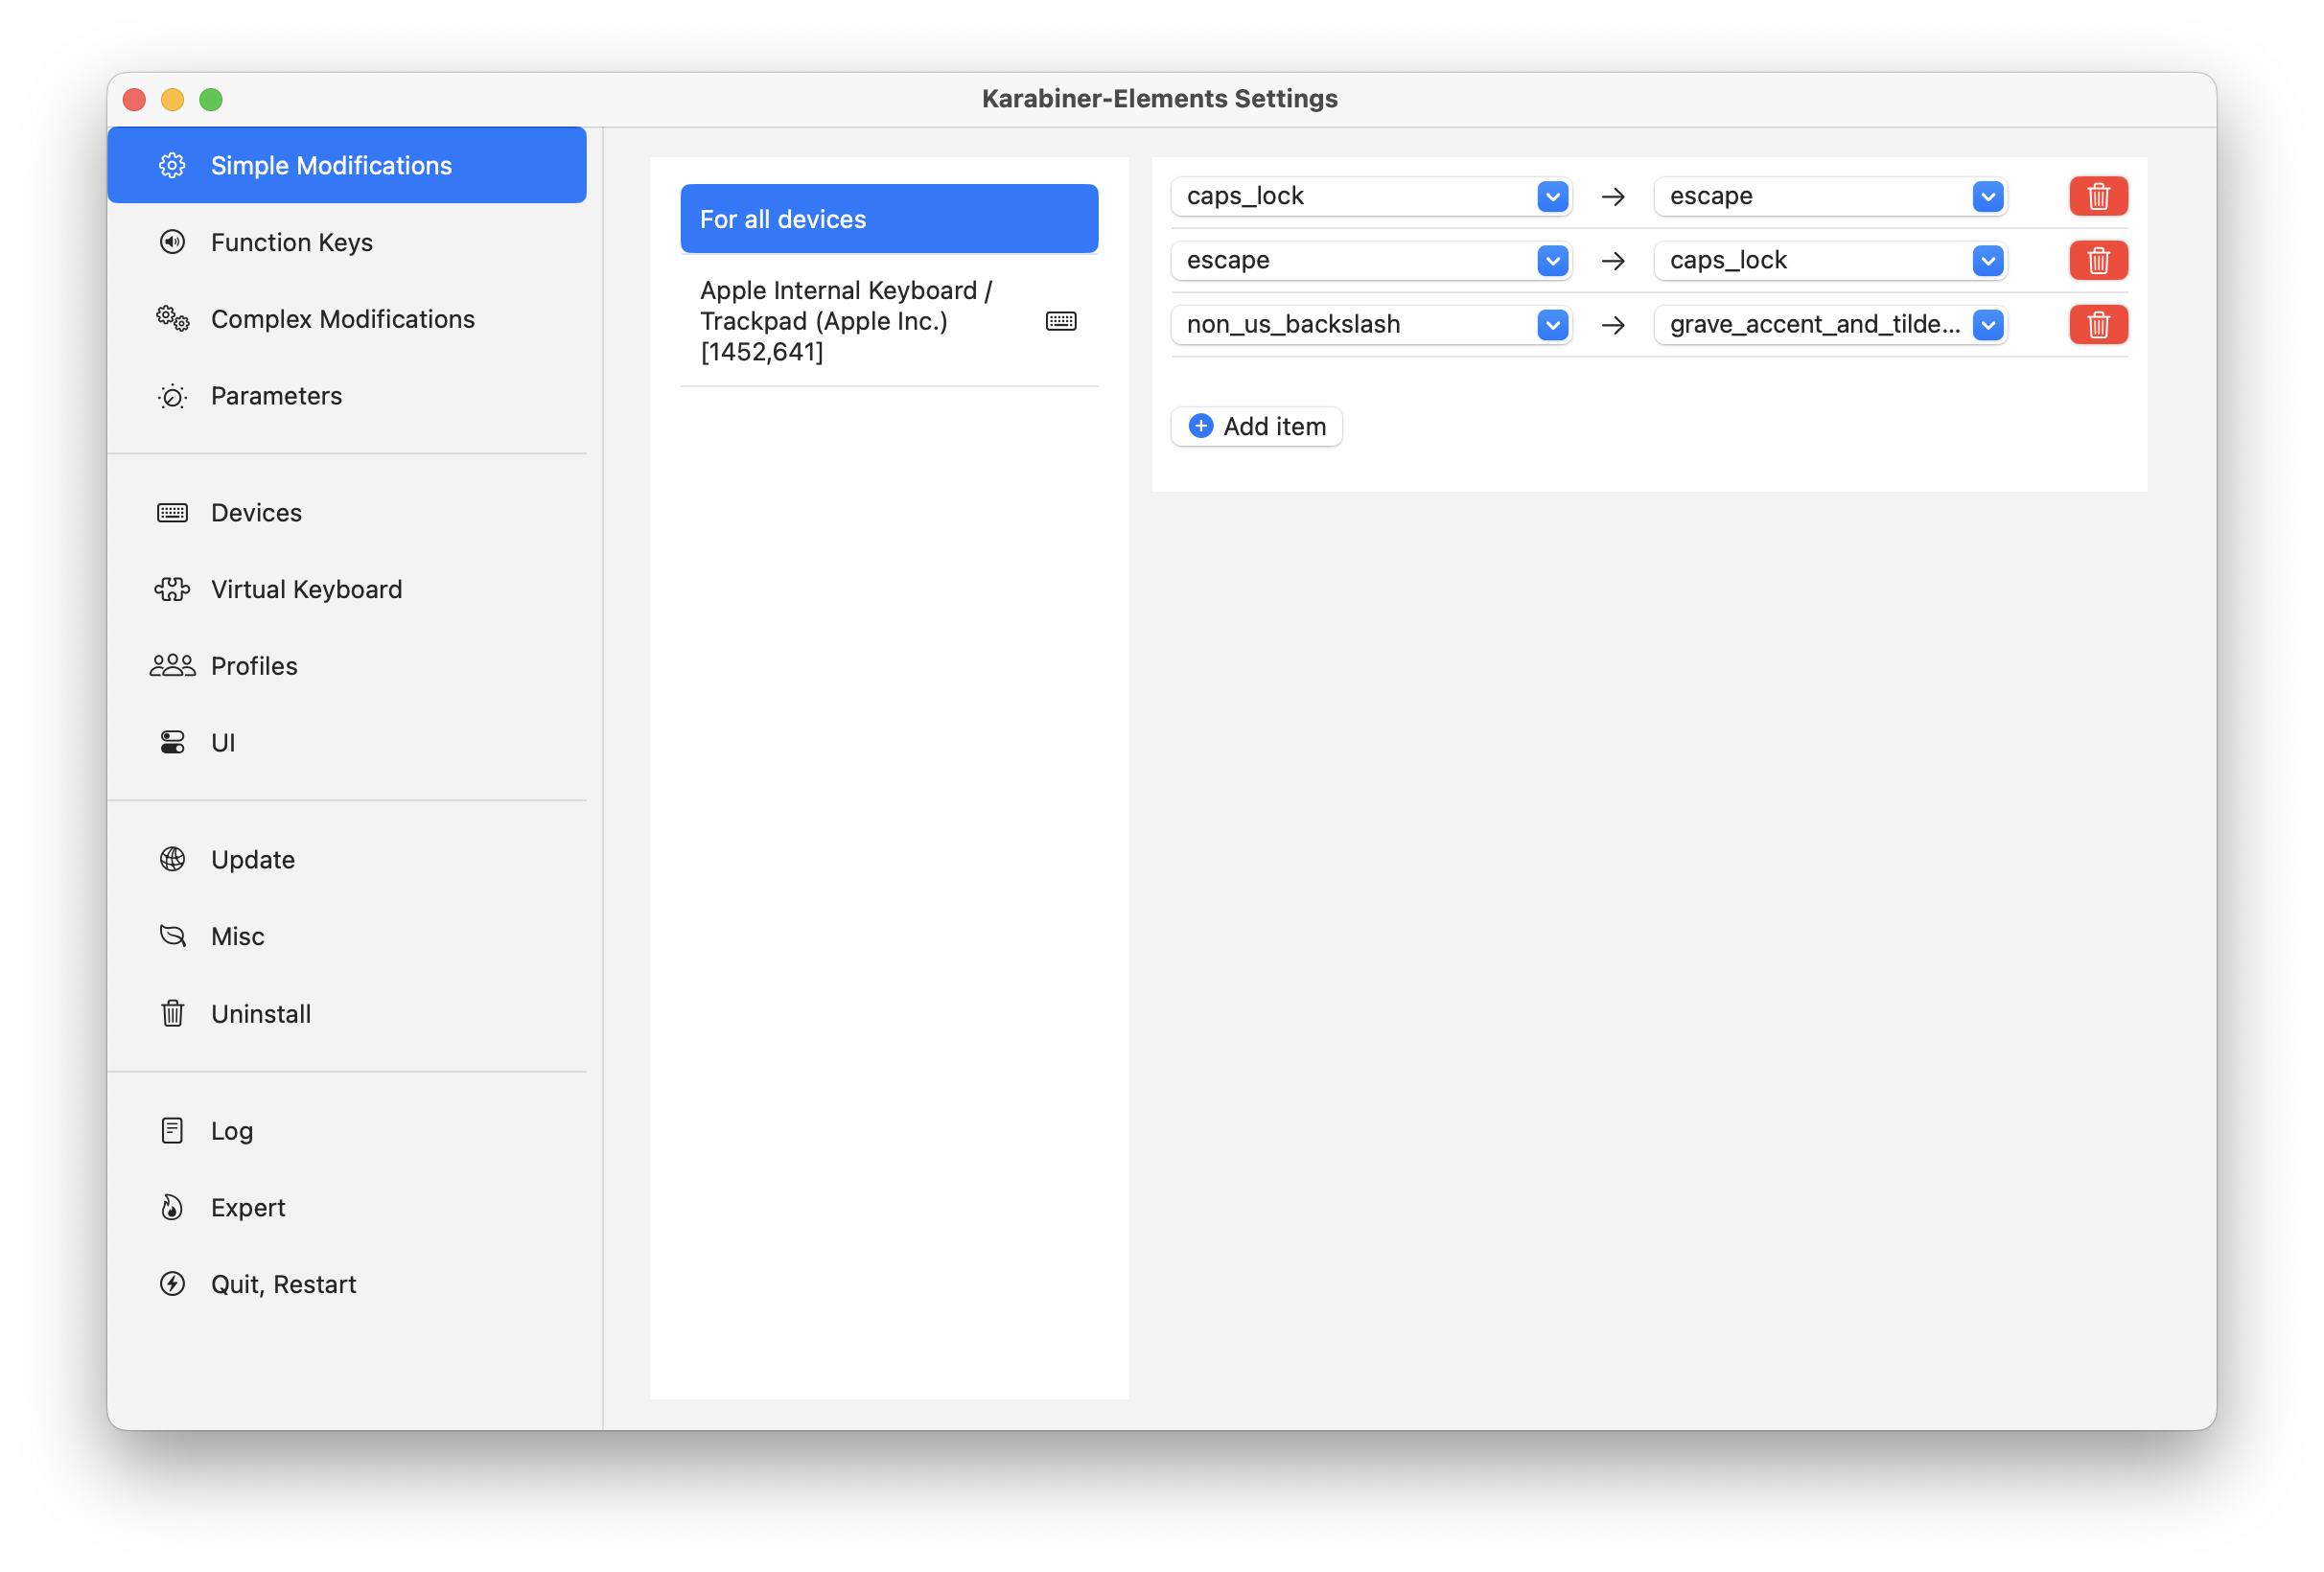 Karabiner-Elements Settings
Simple Modifications
Function Keys
Complex Modifications
Parameters
Devices
Virtual Keyboard
Profiles
UI
Update
Misc
Uninstall
Log
Expert
Quit, Restart
For all devices
Apple Internal Keyboard /
Trackpad (Apple Inc.)
[1452,641]
caps_lock → escape
escape → caps_lock
non_us_backslash → grave_accent_and_tilde...
Add item